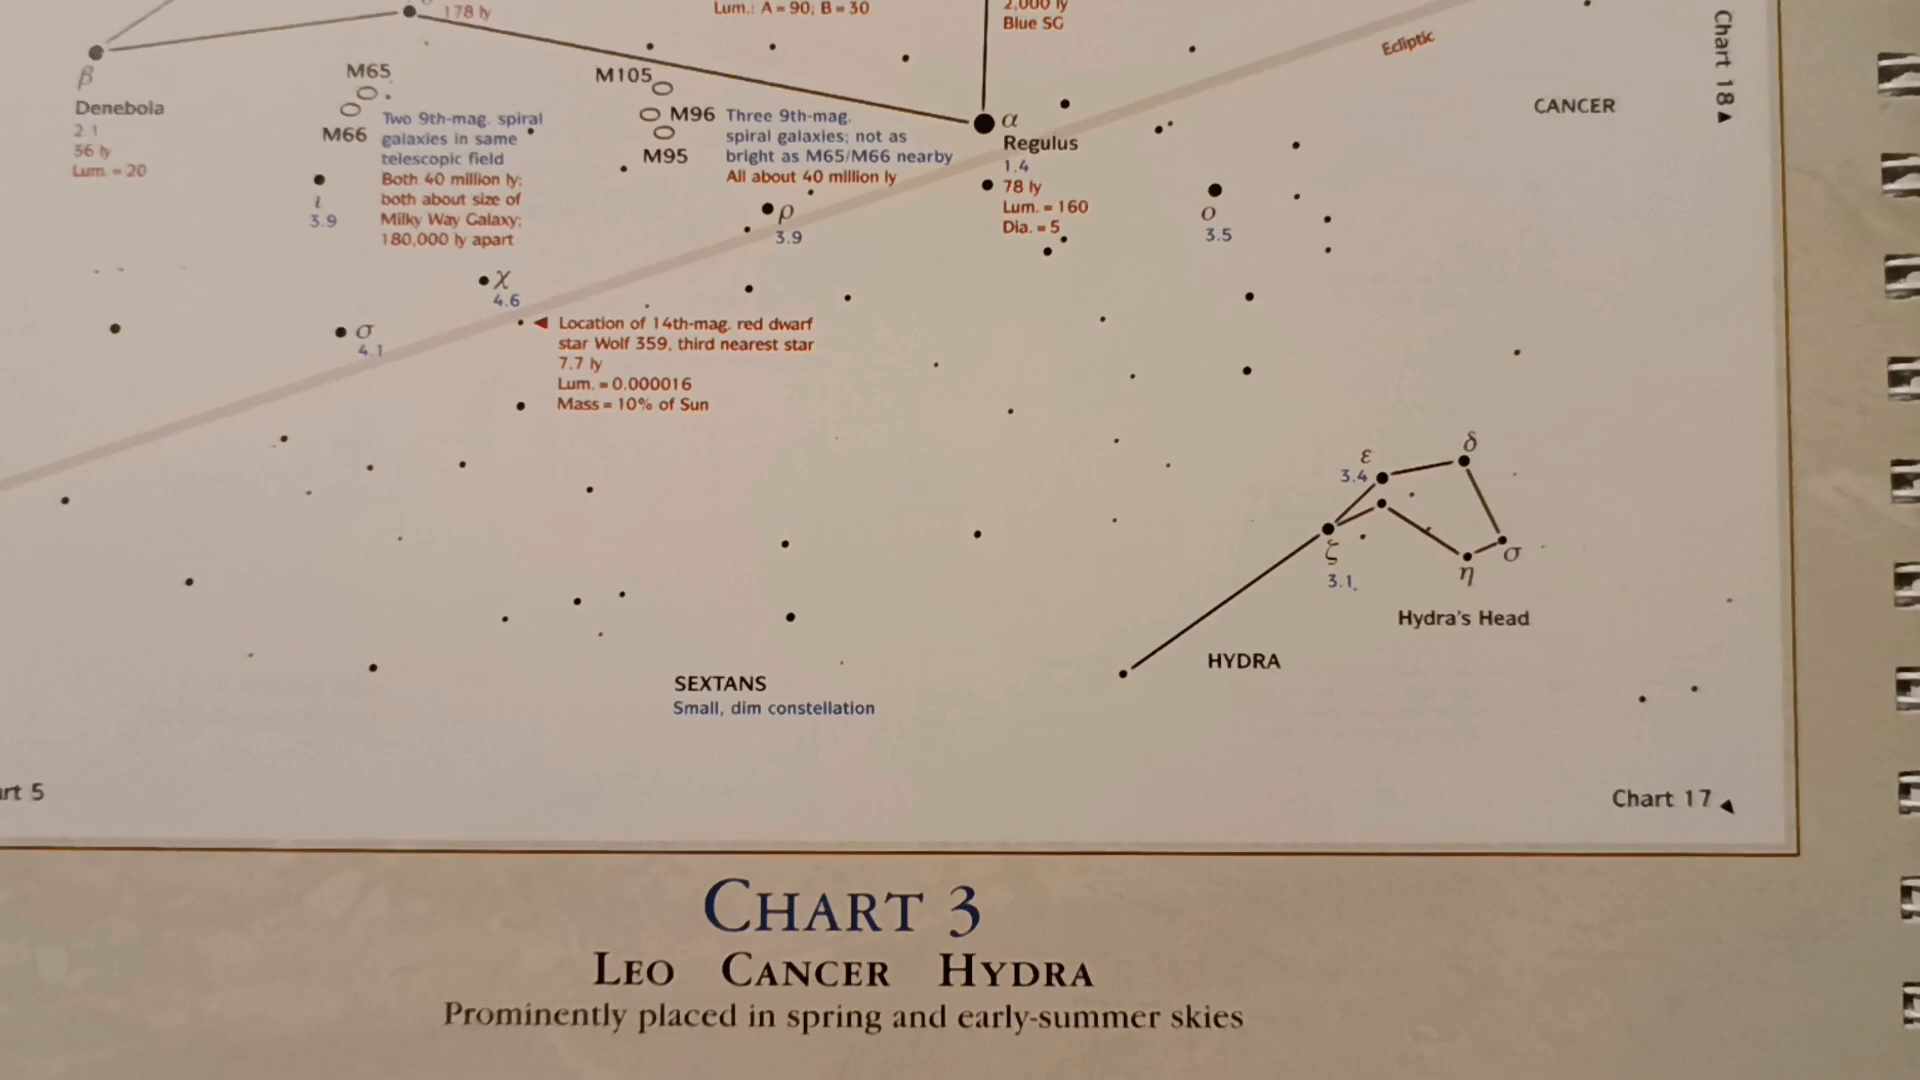 178 ly
Lum.: A = 90; B = 30
2,000 ly
Blue SG
Ecliptic
Chart 18
CANCER
β
Denebola
2.1
36 ly
Lum. = 20
M65
M66
Two 9th-mag. spiral
galaxies in same
telescopic field
Both 40 million ly;
both about size of
Milky Way Galaxy;
180,000 ly apart
M105
M96
M95
Three 9th-mag.
spiral galaxies; not as
bright as M65/M66 nearby
All about 40 million ly
α
Regulus
1.4
78 ly
Lum. = 160
Dia. = 5
ι
3.9
ρ
3.9
ο
3.5
χ
4.6
σ
4.1
Location of 14th-mag. red dwarf
star Wolf 359, third nearest star
7.7 ly
Lum. = 0.000016
Mass = 10% of Sun
ε
3.4
δ
ζ
3.1
η
σ
Hydra's Head
HYDRA
SEXTANS
Small, dim constellation
5
Chart 17
CHART 3
LEO CANCER HYDRA
Prominently placed in spring and early-summer skies